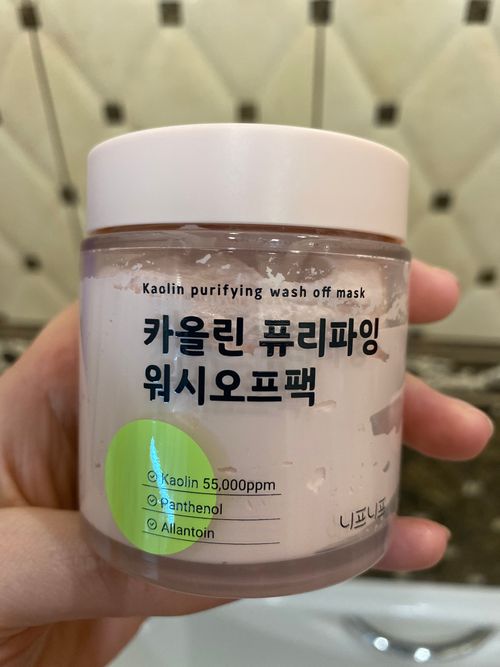 Kaolin purifying wash off mask
카올린 퓨리파잉
워시오프팩
Kaolin 55,000ppm
Panthenol
Allantoin
니프니프